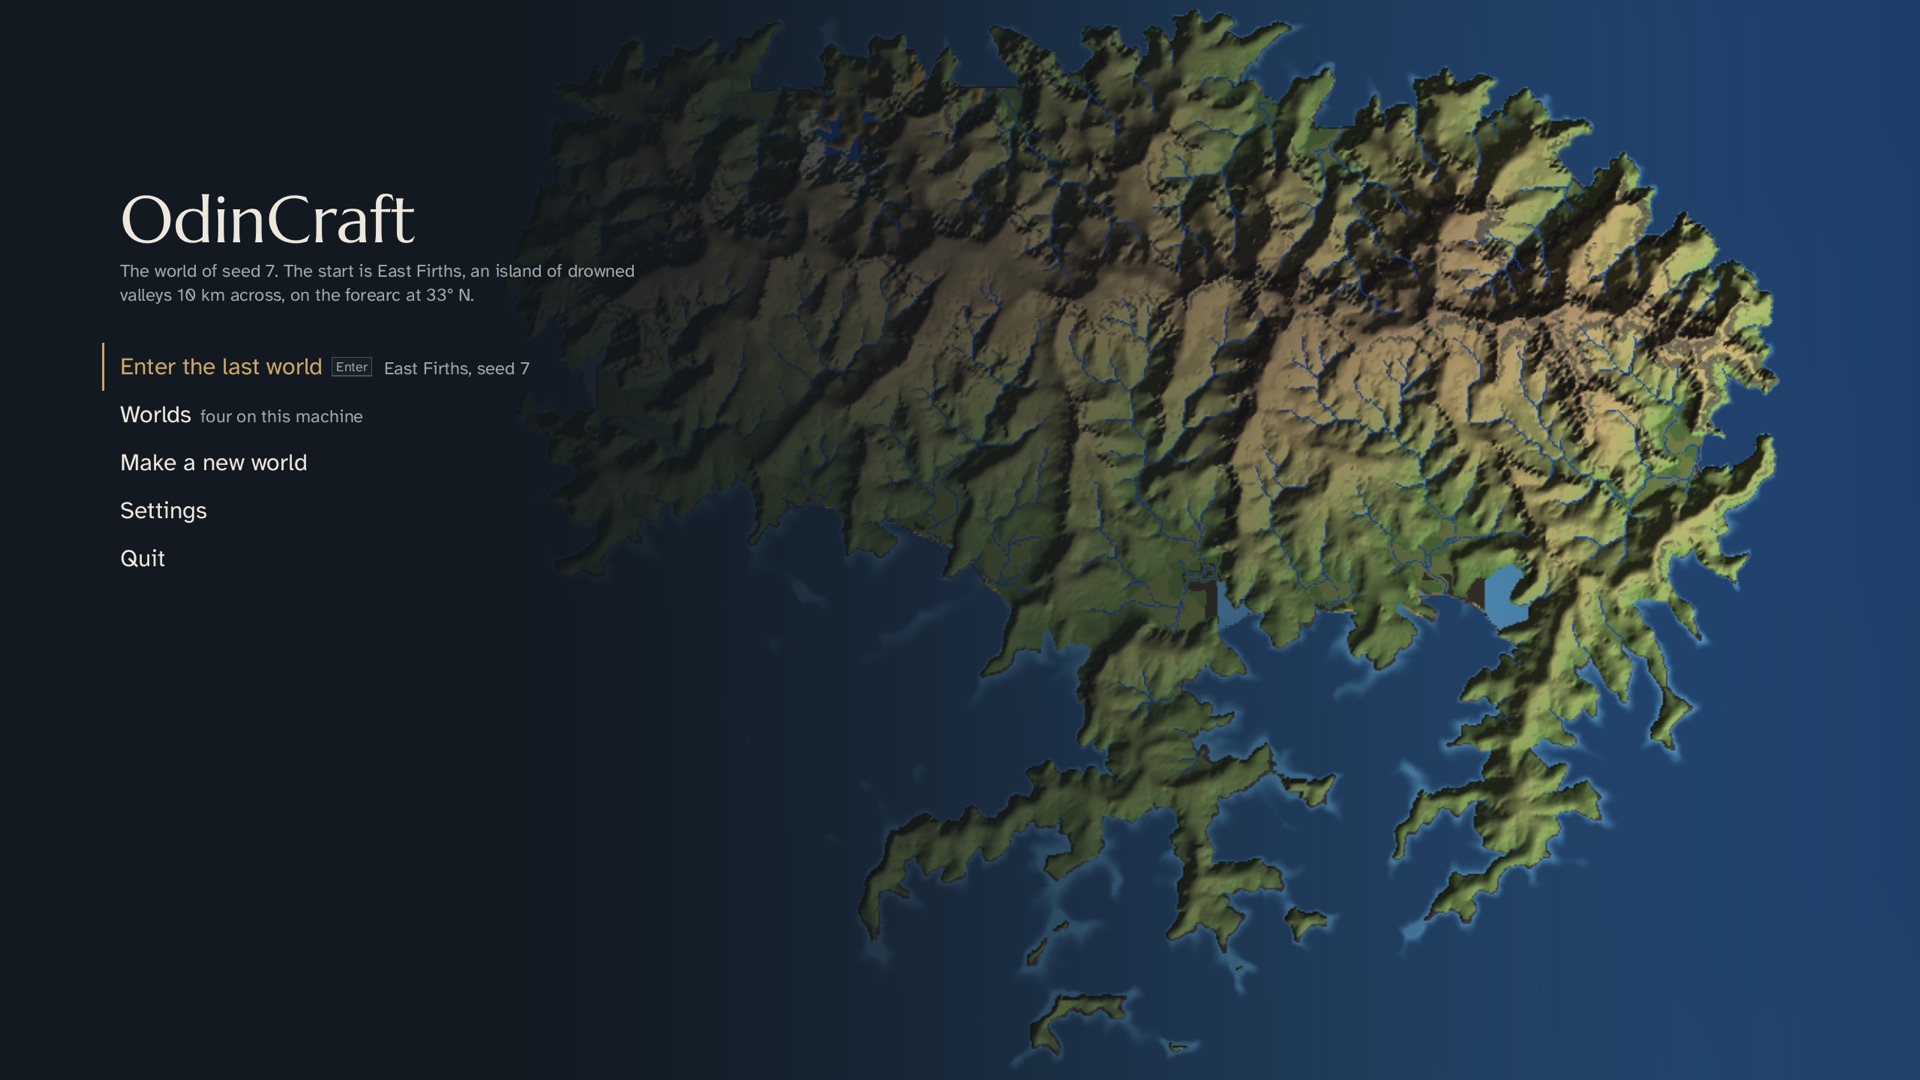 OdinCraft
The world of seed 7. The start is East Firths, an island of drowned
valleys 10 km across, on the forearc at 33° N.
Enter the last world Enter East Firths, seed 7
Worlds four on this machine
Make a new world
Settings
Quit